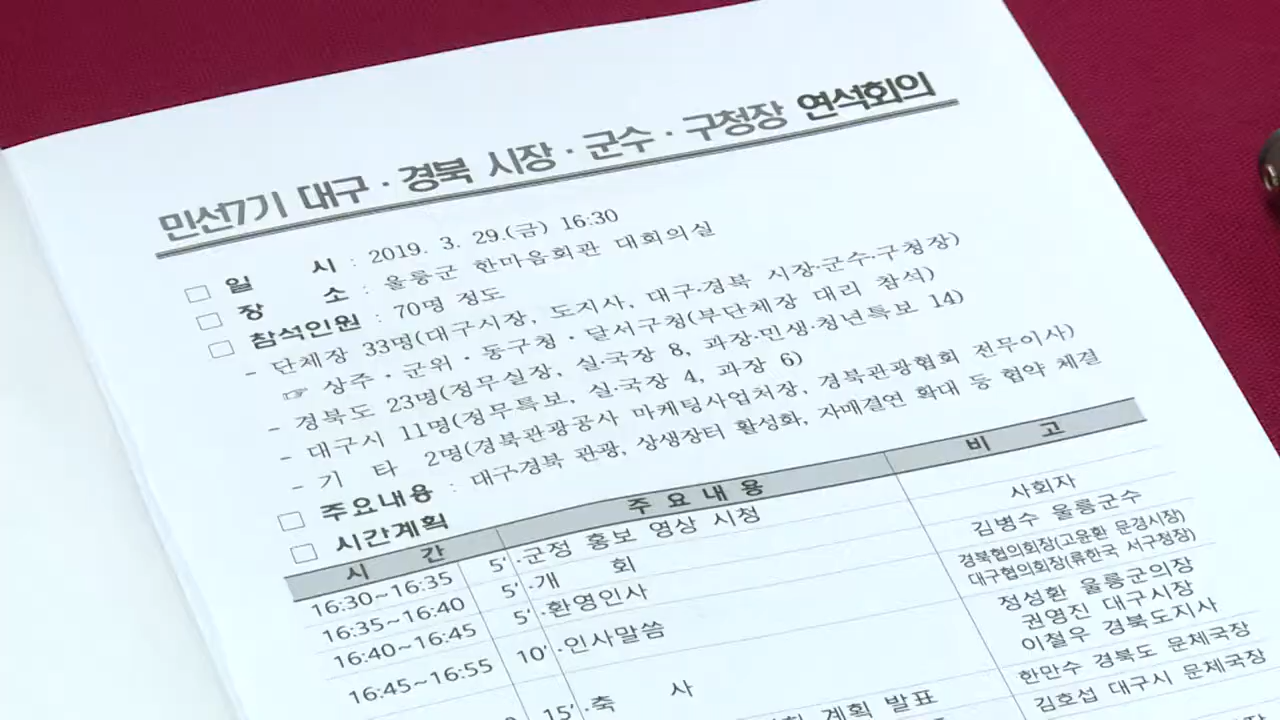 민선7기 대구·경북 시장·군수·구청장 연석회의
□ 일 시 : 2019. 3. 29.(금) 16:30
□ 장 소 : 울릉군 한마음회관 대회의실
□ 참석인원 : 70명 정도
- 단체장 33명(대구시장, 도지사, 대구·경북 시장·군수·구청장)
☞ 상주·군위·동구청·달서구청(부단체장 대리 참석)
- 경북도 23명(정무실장, 실·국장 8, 과장·민생·청년특보 14)
- 대구시 11명(정무특보, 실·국장 4, 과장 6)
- 기 타 2명(경북관광공사 마케팅사업처장, 경북관광협회 전무이사)
□ 주요내용 : 대구경북 관광, 상생장터 활성화, 자매결연 확대 등 협약 체결
□ 시간계획
시 간 주 요 내 용 비 고
16:30~16:35 5' ·군정 홍보 영상 시청 사회자
16:35~16:40 5' ·개 회 김병수 울릉군수
16:40~16:45 5' ·환영인사 경북협의회장(고윤환 문경시장)
대구협의회장(류한국 서구청장)
16:45~16:55 10' ·인사말씀 정성환 울릉군의장
권영진 대구시장
이철우 경북도지사
15' ·축 사 한만수 경북도 문체국장
계획 발표 김호섭 대구시 문체국장